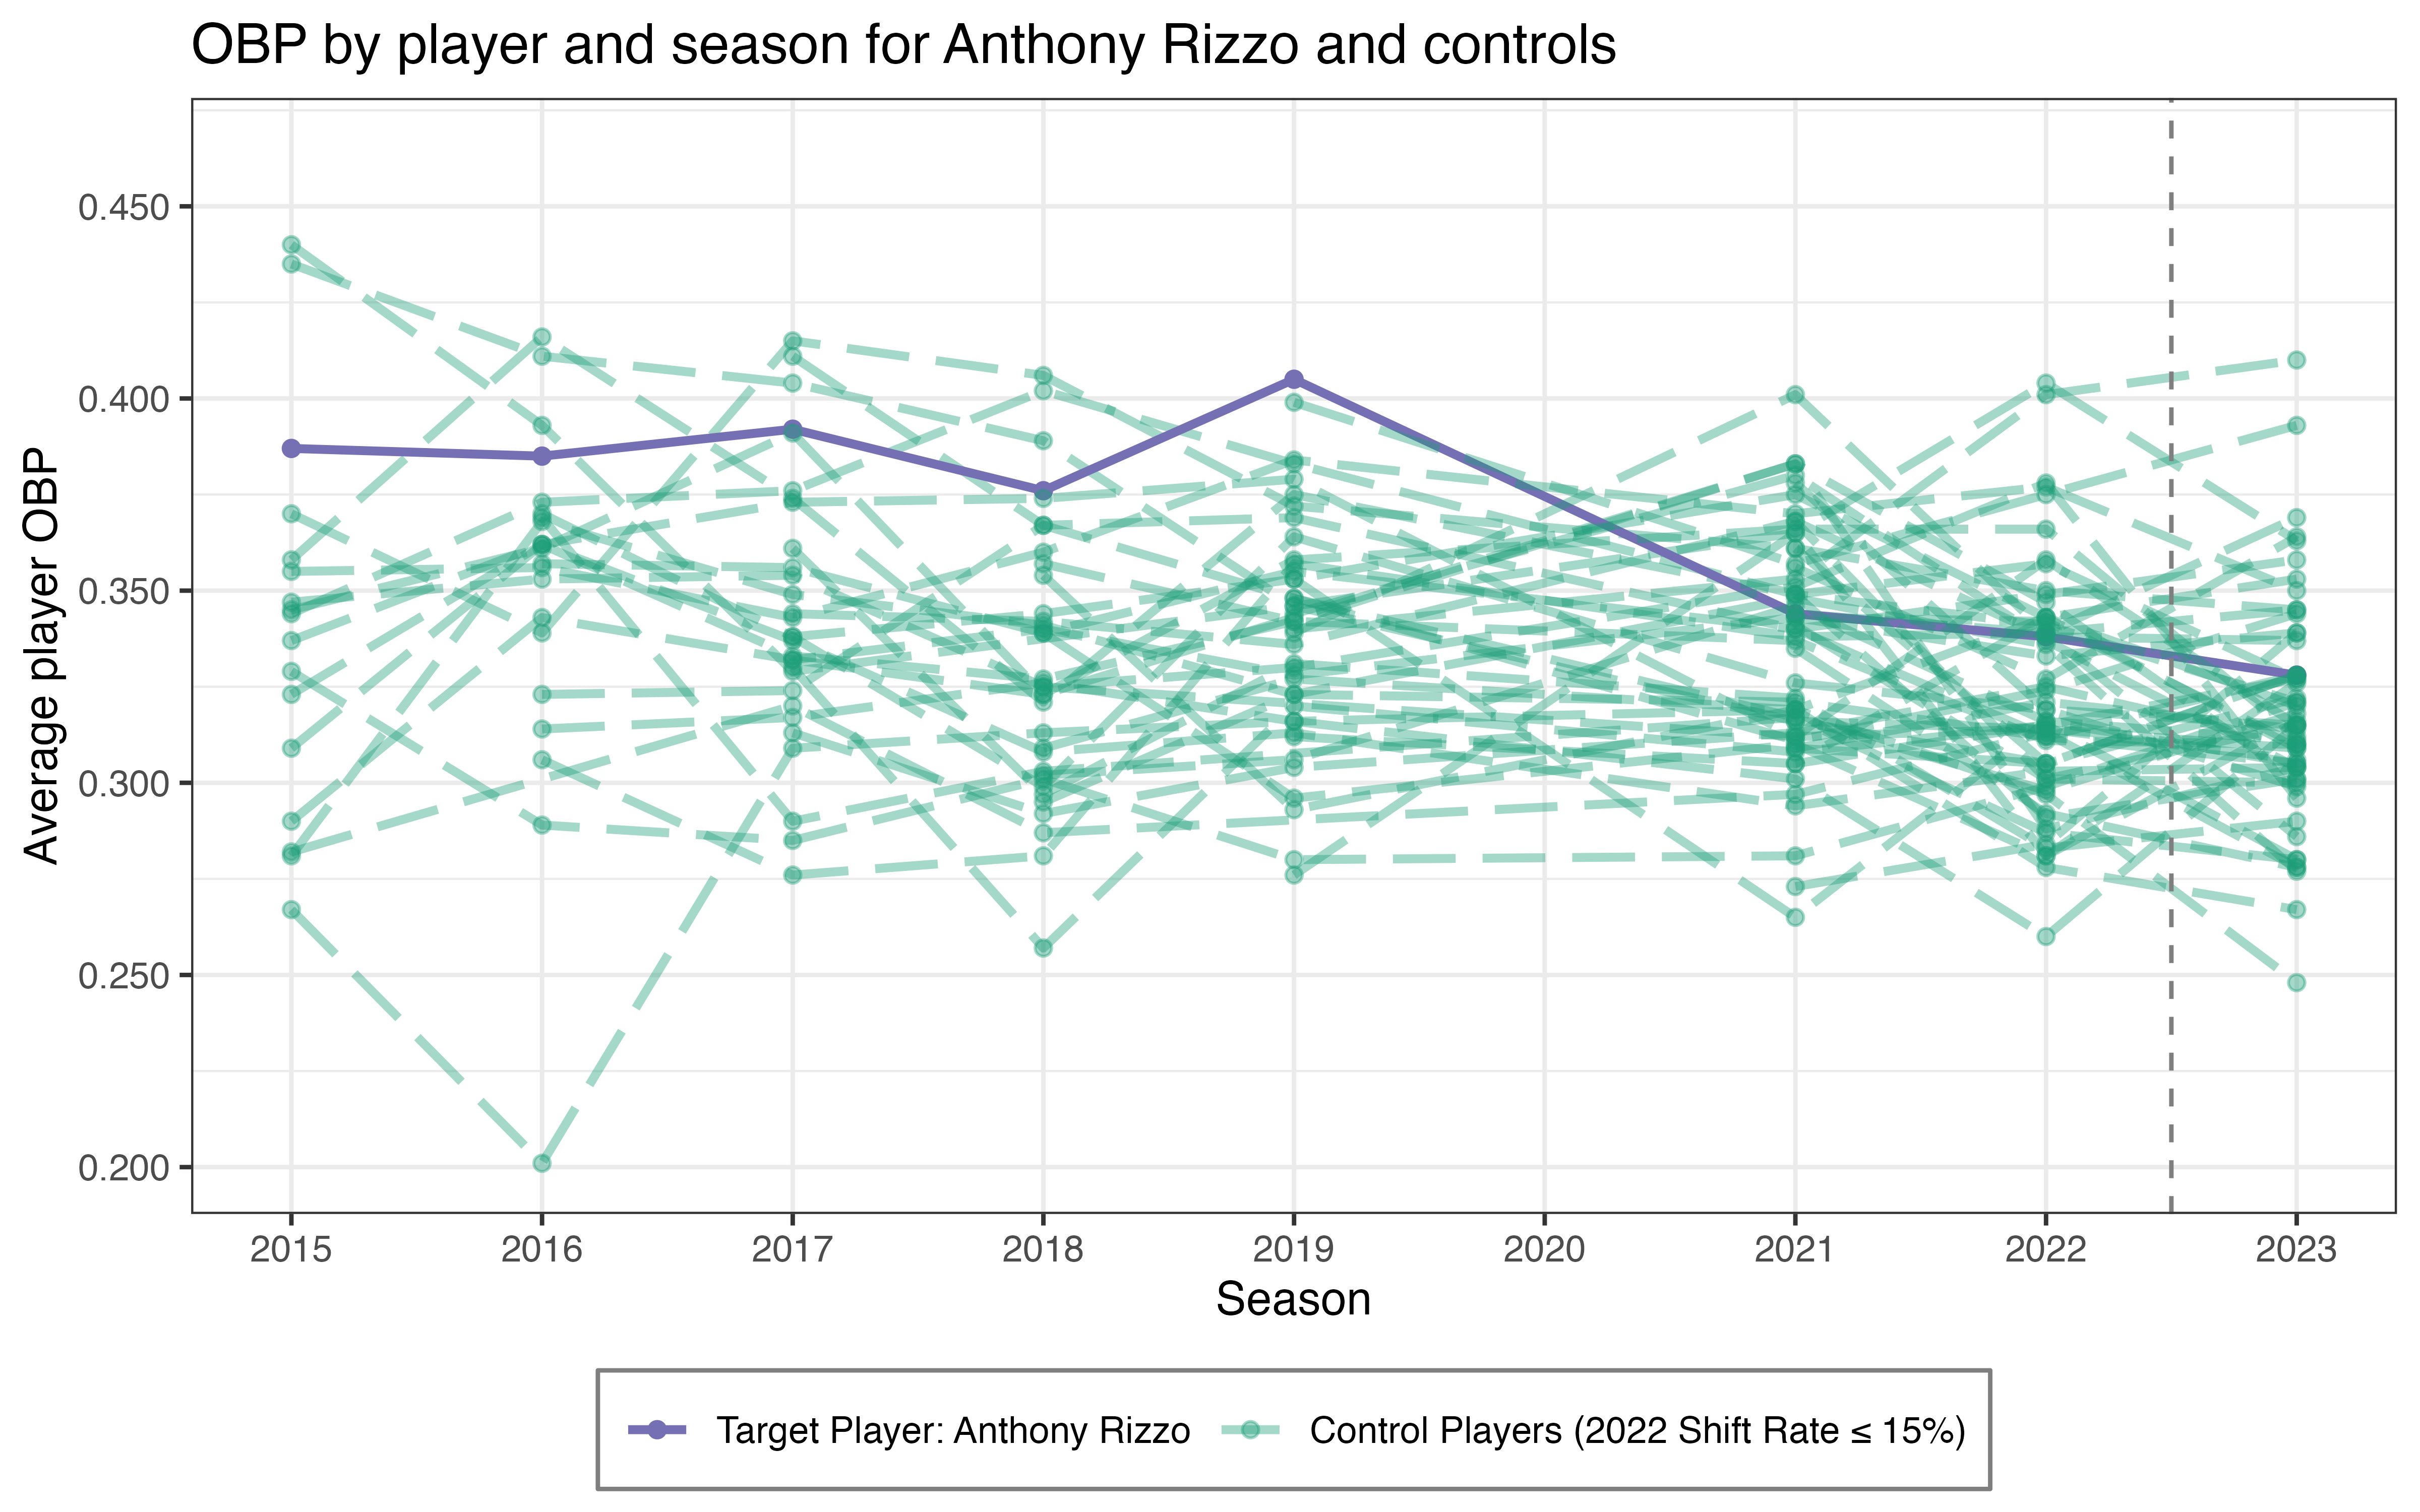 OBP by player and season for Anthony Rizzo and controls
Average player OBP
0.450
0.400
0.350
0.300
0.250
0.200
2015 2016 2017 2018 2019 2020 2021 2022 2023
Season
Target Player: Anthony Rizzo Control Players (2022 Shift Rate ≤ 15%)